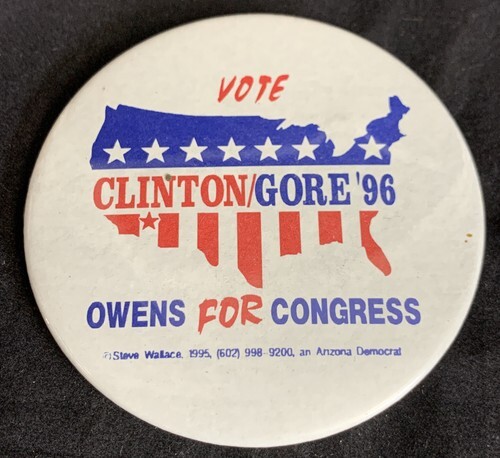 VOTE
CLINTON/GORE '96
OWENS FOR CONGRESS
© Steve Wallace, 1995, (602) 998-9200, an Arizona Democrat